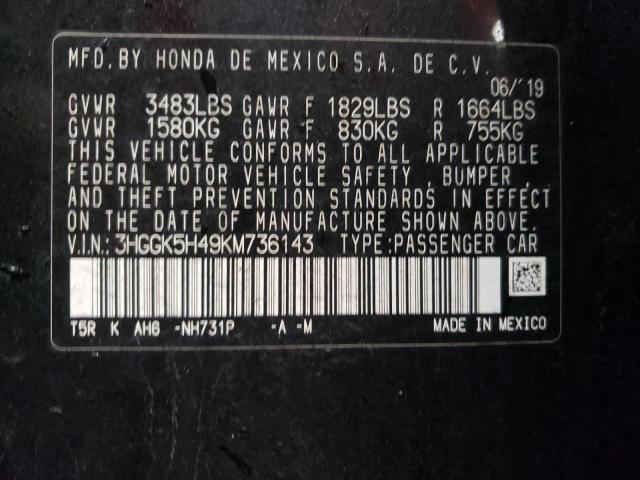 MFD. BY HONDA DE MEXICO S.A. DE C.V.
06/'19
GVWR 3483LBS GAWR F 1829LBS R 1664LBS
GVWR 1580KG GAWR F 830KG R 755KG
THIS VEHICLE CONFORMS TO ALL APPLICABLE
FEDERAL MOTOR VEHICLE SAFETY , BUMPER ,
AND THEFT PREVENTION STANDARDS IN EFFECT
ON THE DATE OF MANUFACTURE SHOWN ABOVE.
V.I.N.: 3HGGK5H49KM736143 TYPE: PASSENGER CAR
T5R K AH6 =NH731P =A =M MADE IN MEXICO